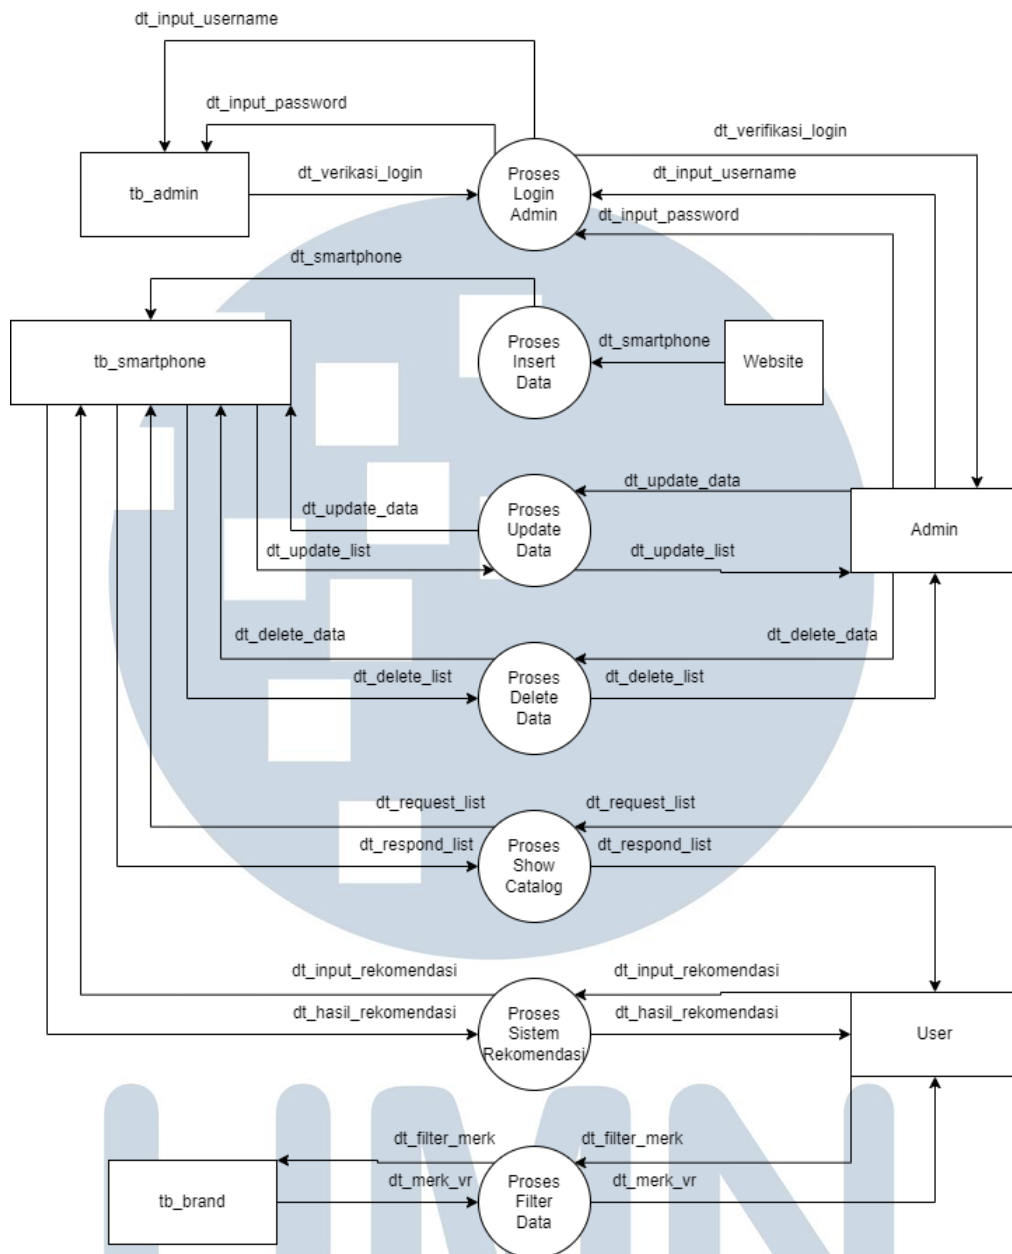 dt_input_username
dt_input_password
dt_verifikasi_login
dt_verikasi_login
dt_input_username
tb_admin
Proses
Login
Admin
dt_input_password
dt_smartphone
tb_smartphone
Proses
Insert
Data
dt_smartphone
Website
dt_update_data
dt_update_data
Proses
Update
Data
Admin
dt_update_list
dt_update_list
dt_delete_data
dt_delete_data
dt_delete_list
Proses
Delete
Data
dt_delete_list
dt_request_list
dt_request_list
dt_respond_list
Proses
Show
Catalog
dt_respond_list
dt_input_rekomendasi
dt_input_rekomendasi
dt_hasil_rekomendasi
Proses
Sistem
Rekomendasi
dt_hasil_rekomendasi
User
dt_filter_merk
dt_filter_merk
dt_merk_vr
Proses
Filter
Data
dt_merk_vr
tb_brand
UMN